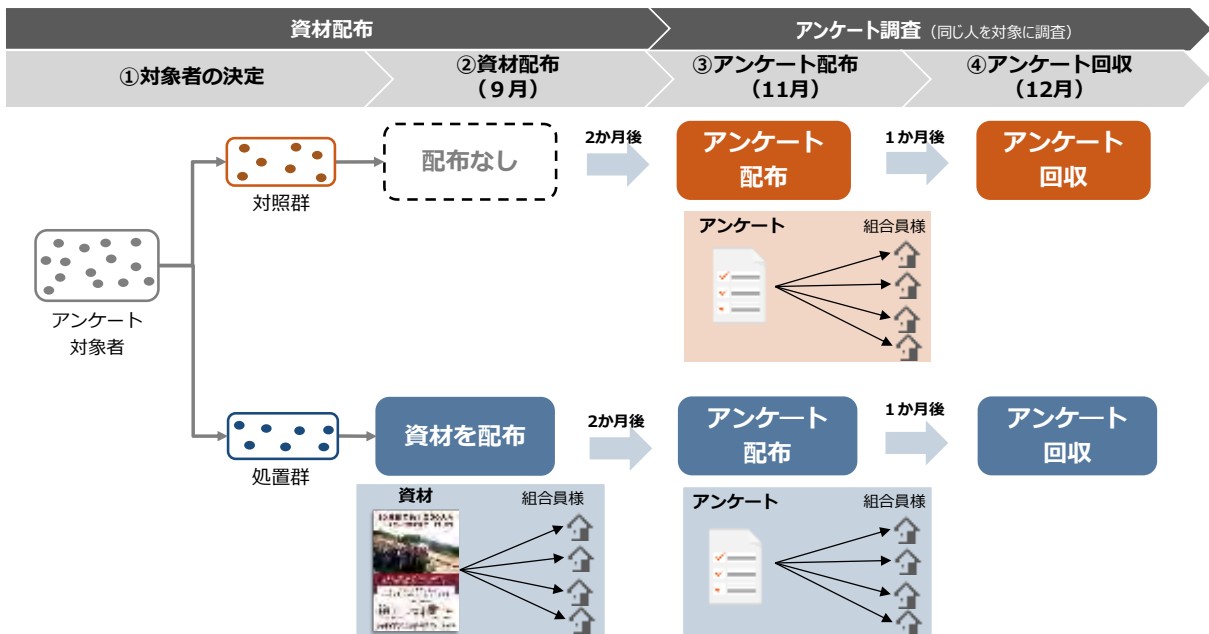 資材配布
アンケート調査（同じ人を対象に調査）
①対象者の決定
②資材配布
（９月）
③アンケート配布
（11月）
④アンケート回収
（12月）
対照群
配布なし
2か月後
アンケート
配布
1か月後
アンケート
回収
アンケート
組合員様
アンケート
対象者
処置群
資材を配布
2か月後
アンケート
配布
1か月後
アンケート
回収
資材
組合員様
アンケート
組合員様